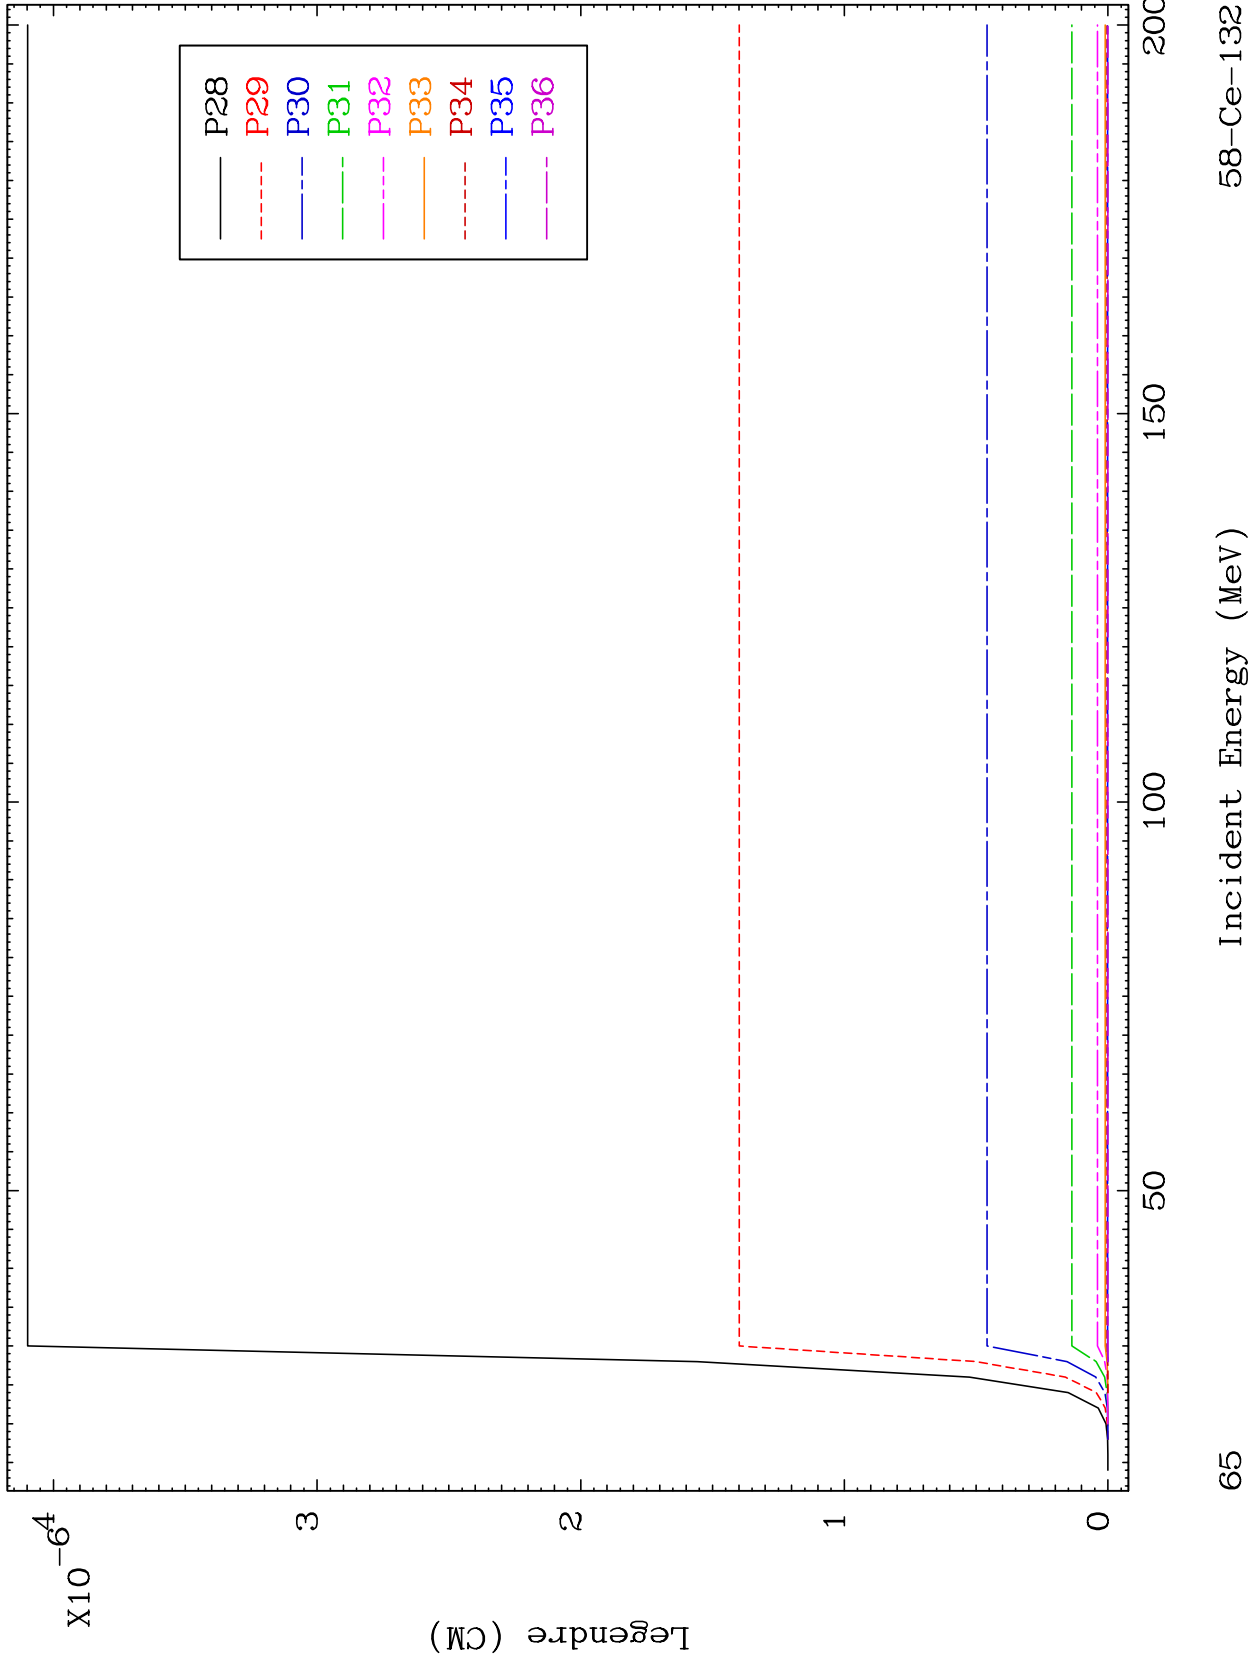 X10
-6
4
3
2
1
0
Legendre (CM)
P28
P29
P30
P31
P32
P33
P34
P35
P36
50
100
150
200
Incident Energy (MeV)
65
58-Ce-132